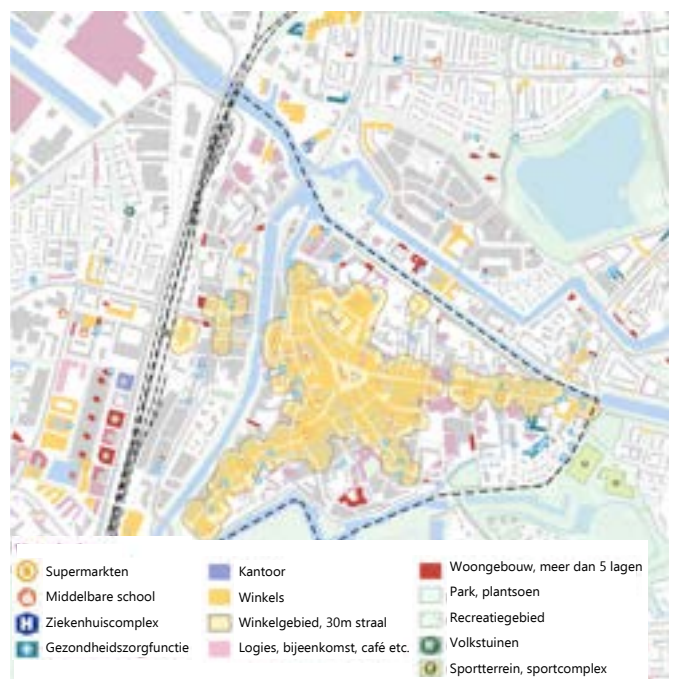 Supermarkten
Middelbare school
Ziekenhuiscomplex
Gezondheidszorgfunctie
Kantoor
Winkels
Winkelgebied, 30m straal
Logies, bijeenkomst, café etc.
Woongebouw, meer dan 5 lagen
Park, plantsoen
Recreatiegebied
Volkstuinen
Sportterrein, sportcomplex